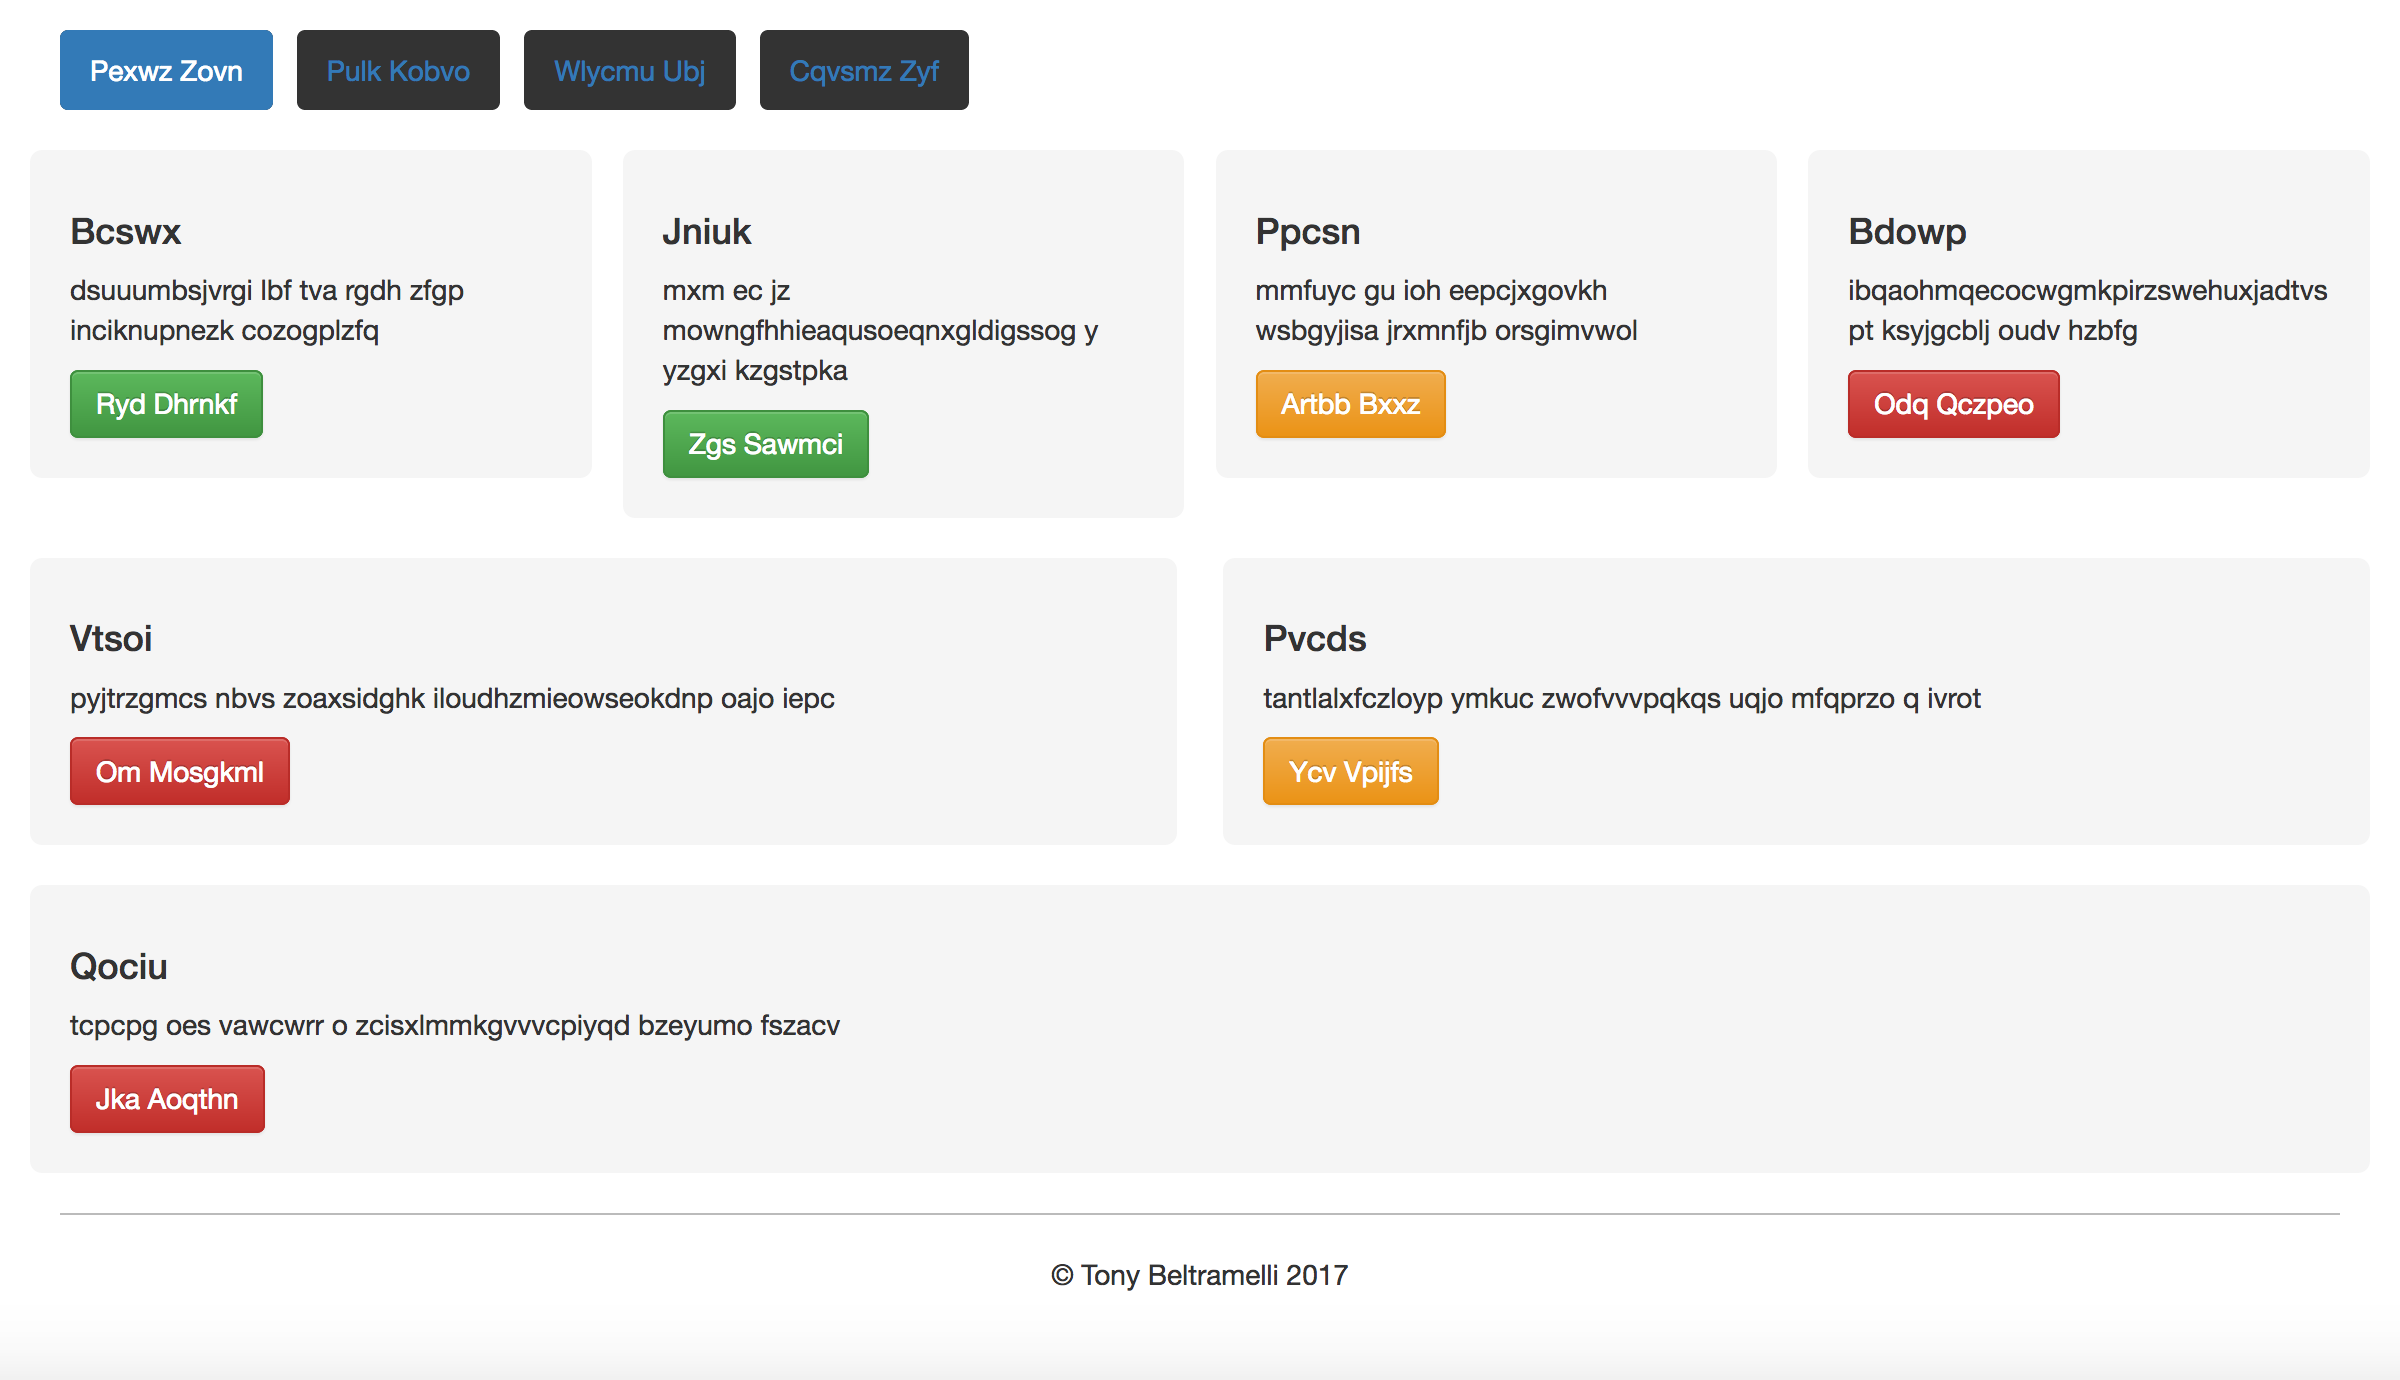 Pexwz Zovn
Pulk Kobvo
Wlycmu Ubj
Cqvsmz Zyf
Bcswx
dsuuumbsjvrgi lbf tva rgdh zfgp
inciknupnezk cozogplzfq
Ryd Dhrnkf
Jniuk
mxm ec jz
mowngfhhieaqusoeqnxgldigssog y
yzgxi kzgstpka
Zgs Sawmci
Ppcsn
mmfuyc gu ioh eepcjxgovkh
wsbgyjisa jrxmnfjb orsgimvwol
Artbb Bxxz
Bdowp
ibqaohmqecocwgmkpirzswehuxjadtvs
pt ksyjgcblj oudv hzbfg
Odq Qczpeo
Vtsoi
pyjtrzgmcs nbvs zoaxsidghk iloudhzmieowseokdnp oajo iepc
Om Mosgkml
Pvcds
tantlalxfczloyp ymkuc zwofvvvpqkqs uqjo mfqprzo q ivrot
Ycv Vpijfs
Qociu
tcpcpg oes vawcwrr o zcisxlmmkgvvvcpiyqd bzeyumo fszacv
Jka Aoqthn
© Tony Beltramelli 2017